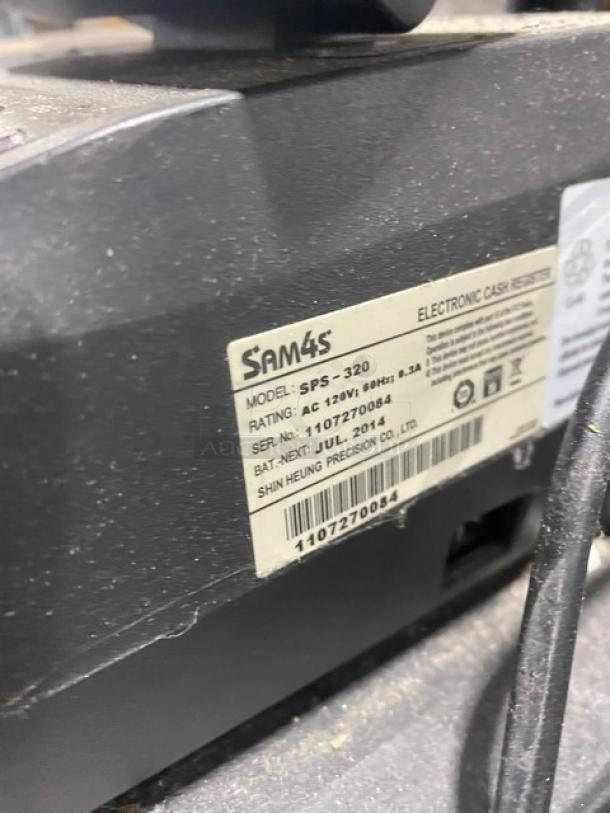 SAM4S
ELECTRONIC CASH REGISTER
MODEL: SPS-320
RATING: AC 120V; 60Hz; 0.3A
SER. No. 1107270084
BAT.-NEXT: JUL. 2014
SHIN HEUNG PRECISION CO., LTD.
1107270084